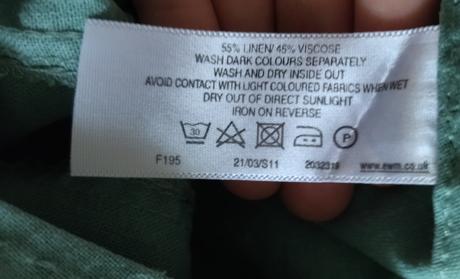 55% LINEN/ 45% VISCOSE
WASH DARK COLOURS SEPARATELY
WASH AND DRY INSIDE OUT
AVOID CONTACT WITH LIGHT COLOURED FABRICS WHEN WET
DRY OUT OF DIRECT SUNLIGHT
IRON ON REVERSE
30 P
F195 21/03/S11 2032319 www.ewm.co.uk